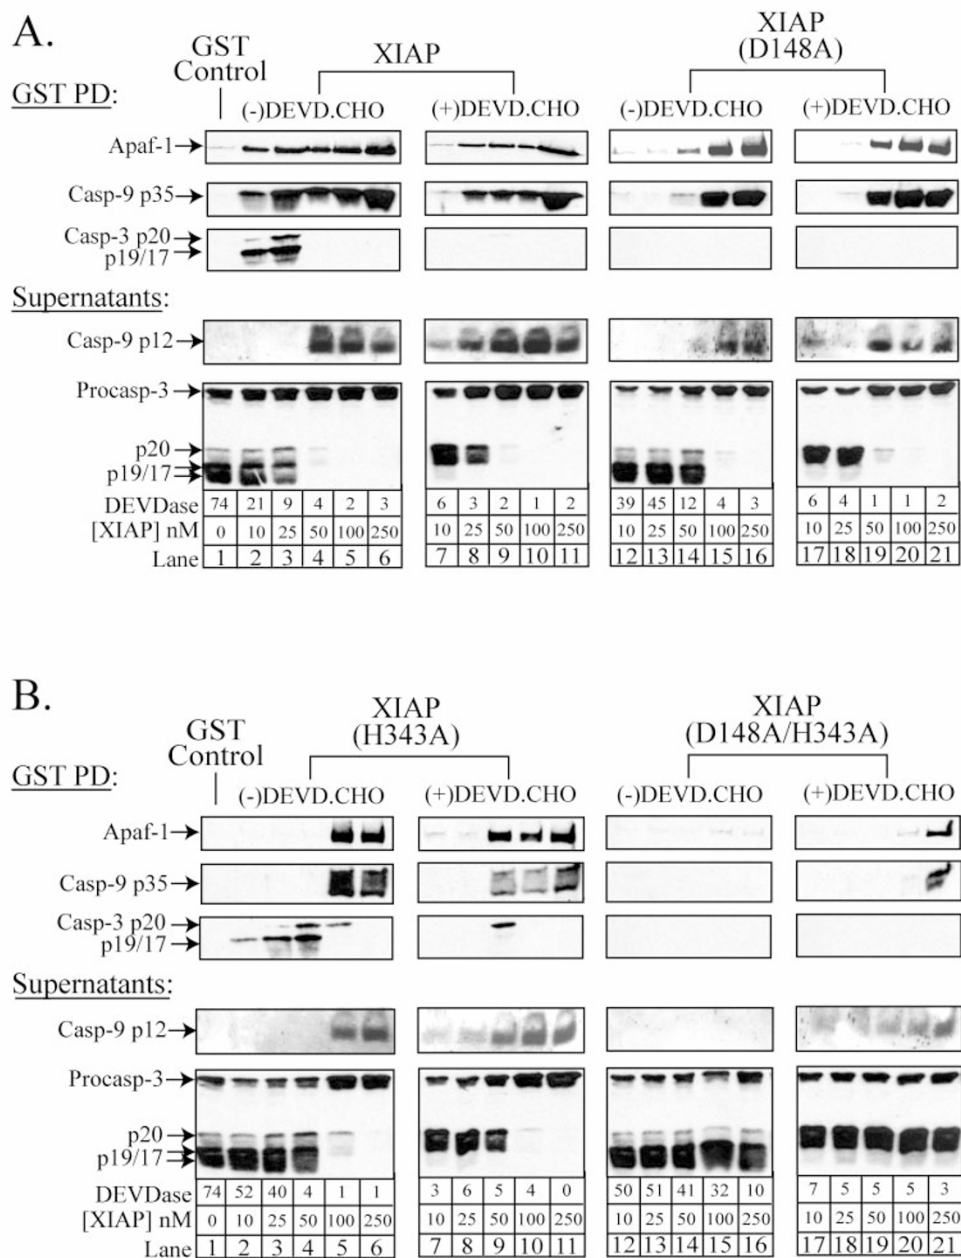 A.
GST Control
XIAP
XIAP (D148A)
GST PD:
(-)DEVD.CHO
(+)DEVD.CHO
(-)DEVD.CHO
(+)DEVD.CHO
Apaf-1
Casp-9 p35
Casp-3 p20
p19/17
Supernatants:
Casp-9 p12
Procasp-3
p20
p19/17
DEVDase 74 21 9 4 2 3 6 3 2 1 2 39 45 12 4 3 6 4 1 1 2
[XIAP] nM 0 10 25 50 100 250 10 25 50 100 250 10 25 50 100 250 10 25 50 100 250
Lane 1 2 3 4 5 6 7 8 9 10 11 12 13 14 15 16 17 18 19 20 21
B.
GST Control
XIAP (H343A)
XIAP (D148A/H343A)
GST PD:
(-)DEVD.CHO
(+)DEVD.CHO
(-)DEVD.CHO
(+)DEVD.CHO
Apaf-1
Casp-9 p35
Casp-3 p20
p19/17
Supernatants:
Casp-9 p12
Procasp-3
p20
p19/17
DEVDase 74 52 40 4 1 1 3 6 5 4 0 50 51 41 32 10 7 5 5 5 3
[XIAP] nM 0 10 25 50 100 250 10 25 50 100 250 10 25 50 100 250 10 25 50 100 250
Lane 1 2 3 4 5 6 7 8 9 10 11 12 13 14 15 16 17 18 19 20 21